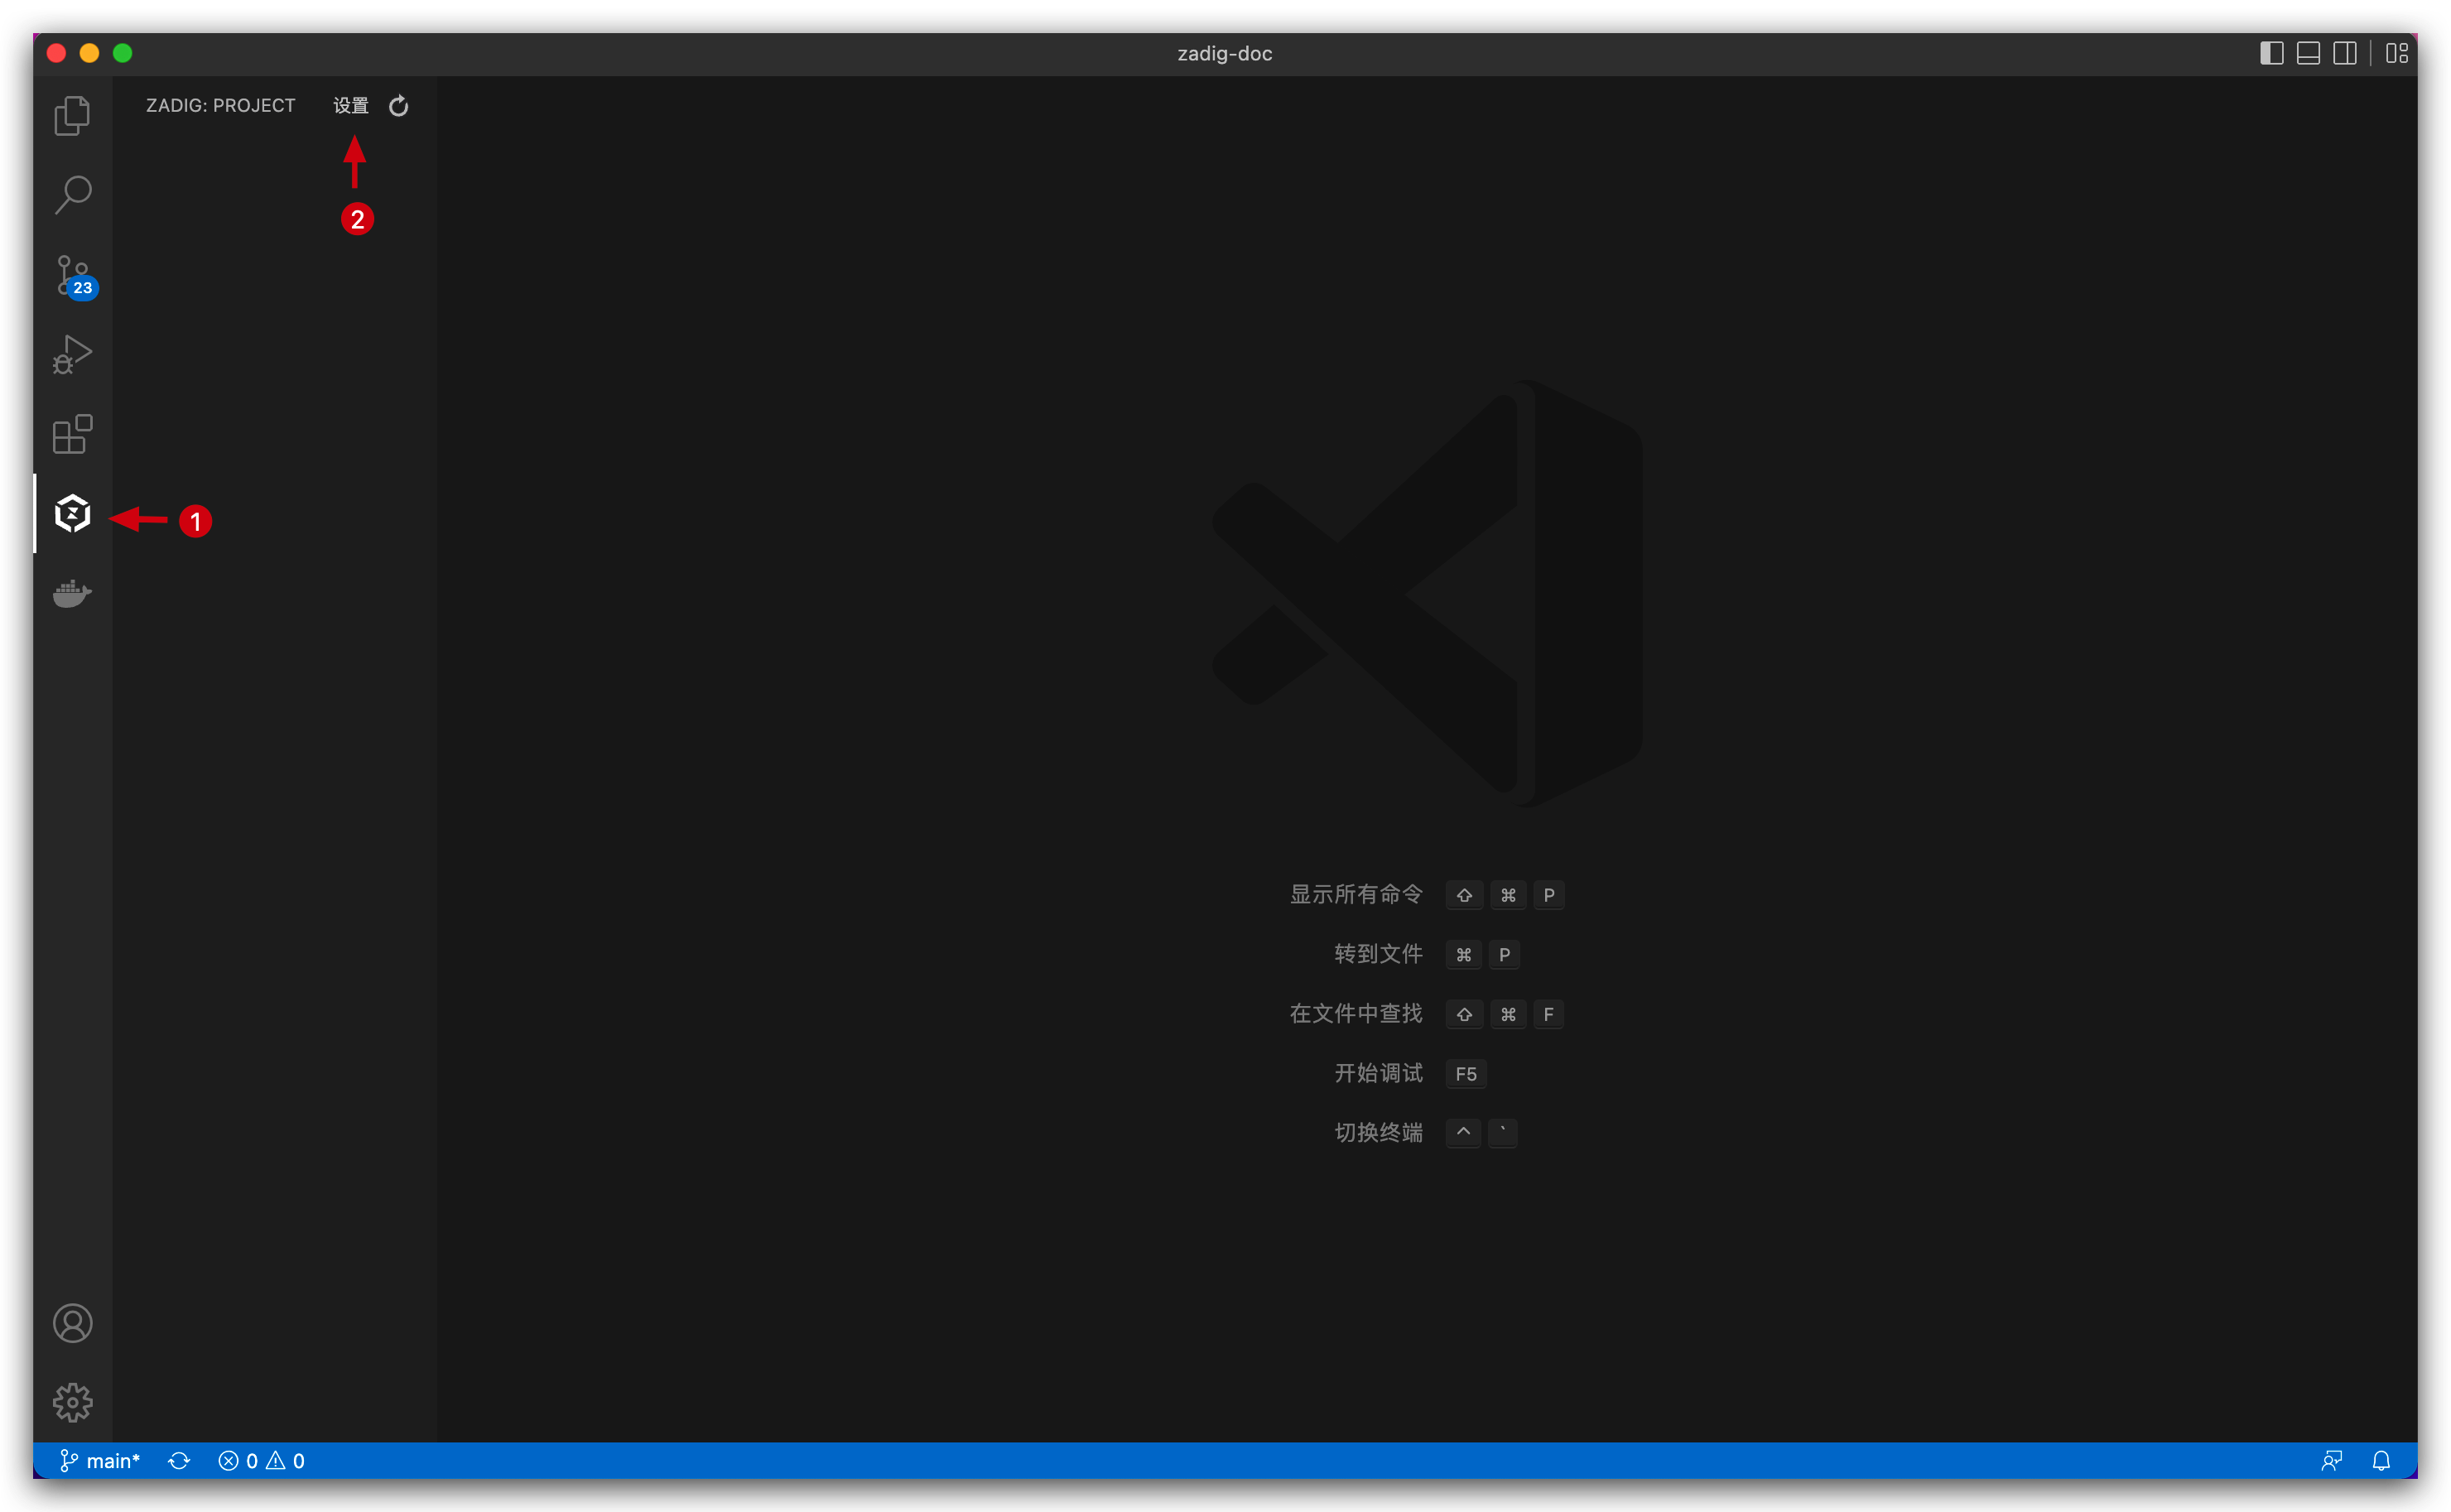 zadig-doc
ZADIG: PROJECT 设置
2
23
1
显示所有命令 ⇧ ⌘ P
转到文件 ⌘ P
在文件中查找 ⇧ ⌘ F
开始调试 F5
切换终端 ^ `
main* 0 0